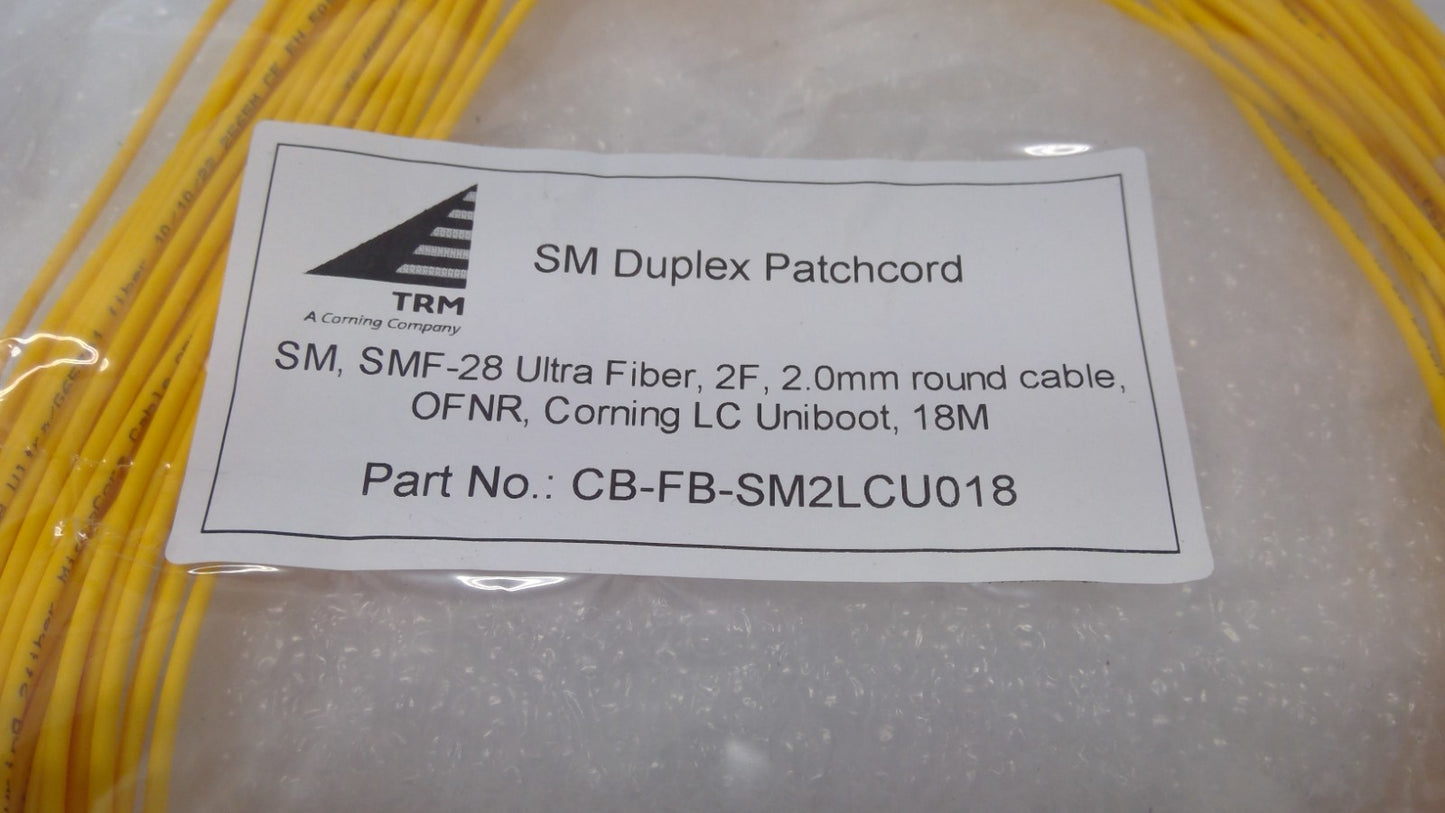 TRM
A Corning Company
SM Duplex Patchcord
SM, SMF-28 Ultra Fiber, 2F, 2.0mm round cable,
OFNR, Corning LC Uniboot, 18M
Part No.: CB-FB-SM2LCU018